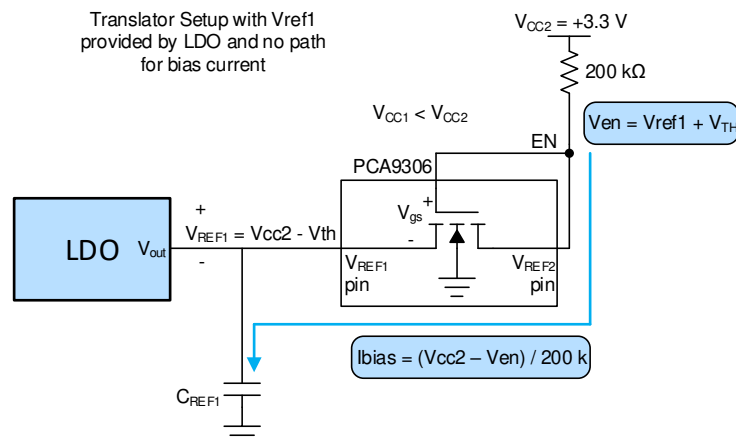 Translator Setup with Vref1
provided by LDO and no path
for bias current
VCC2 = +3.3 V
200 kΩ
VCC1 < VCC2
Ven = Vref1 + VTH
EN
PCA9306
Vgs
+
-
+
VREF1 = Vcc2 - Vth
-
LDO
Vout
VREF1
pin
VREF2
pin
Ibias = (Vcc2 – Ven) / 200 k
CREF1